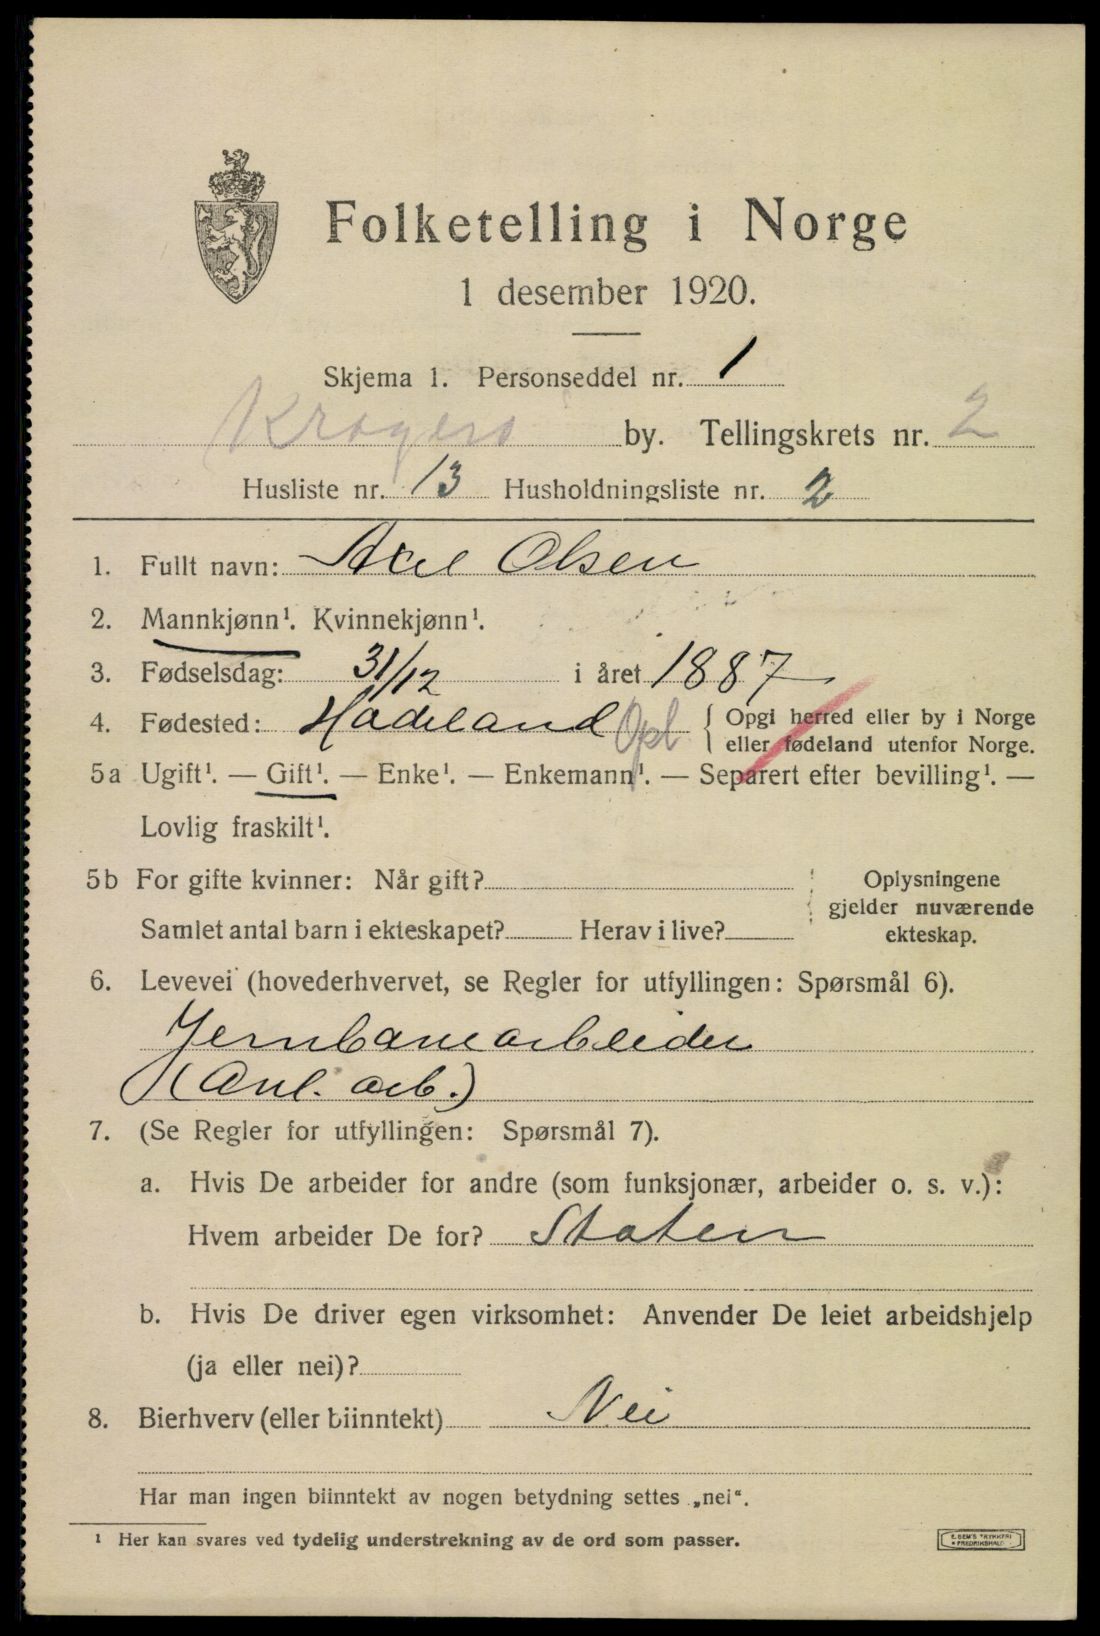 Folketelling i Norge
1 desember 1920.
Skjema 1. Personseddel nr. 1
Kragerø by. Tellingskrets nr. 2
Husliste nr. 13 Husholdningsliste nr. 2
1. Fullt navn: Axel Olsen
2. Mannkjønn¹. Kvinnekjønn¹.
3. Fødselsdag: 31/12 i året 1887
4. Fødested: Hadeland Opl { Opgi herred eller by i Norge
eller fødeland utenfor Norge.
5a Ugift¹. — Gift¹. — Enke¹. — Enkemann¹. — Separert efter bevilling¹. —
Lovlig fraskilt¹.
5b For gifte kvinner: Når gift? Oplysningene
gjelder nuværende
Samlet antal barn i ekteskapet? Herav i live? ekteskap.
6. Levevei (hovederhvervet, se Regler for utfyllingen: Spørsmål 6).
Jernbanearbeider
(Anl. arb.)
7. (Se Regler for utfyllingen: Spørsmål 7).
a. Hvis De arbeider for andre (som funksjonær, arbeider o. s. v.):
Hvem arbeider De for? Staten
b. Hvis De driver egen virksomhet: Anvender De leiet arbeidshjelp
(ja eller nei)?
8. Bierhverv (eller biinntekt) Nei
Har man ingen biinntekt av nogen betydning settes „nei“.
¹ Her kan svares ved tydelig understrekning av de ord som passer.
E. SEM'S TRYKKERI
FREDRIKSHALD